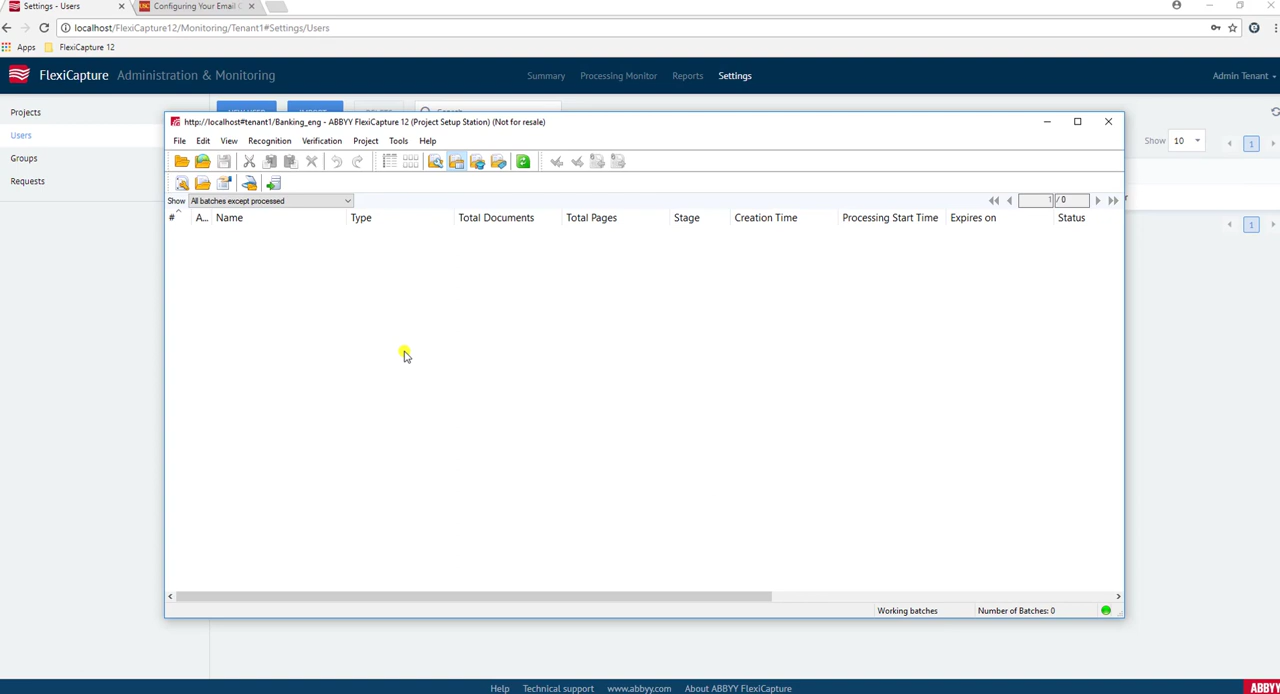 Settings - Users
Configuring Your Email C
localhost/FlexiCapture12/Monitoring/Tenant1#Settings/Users
Apps FlexiCapture 12
FlexiCapture Administration & Monitoring
Summary Processing Monitor Reports Settings
Admin Tenant
Projects
Users
Groups
Requests
Show 10
1
1
http://localhost#tenant1/Banking_eng - ABBYY FlexiCapture 12 (Project Setup Station) (Not for resale)
File Edit View Recognition Verification Project Tools Help
Show All batches except processed
1 / 0
# A... Name Type Total Documents Total Pages Stage Creation Time Processing Start Time Expires on Status
Working batches Number of Batches: 0
Help Technical support www.abbyy.com About ABBYY FlexiCapture
ABBYY